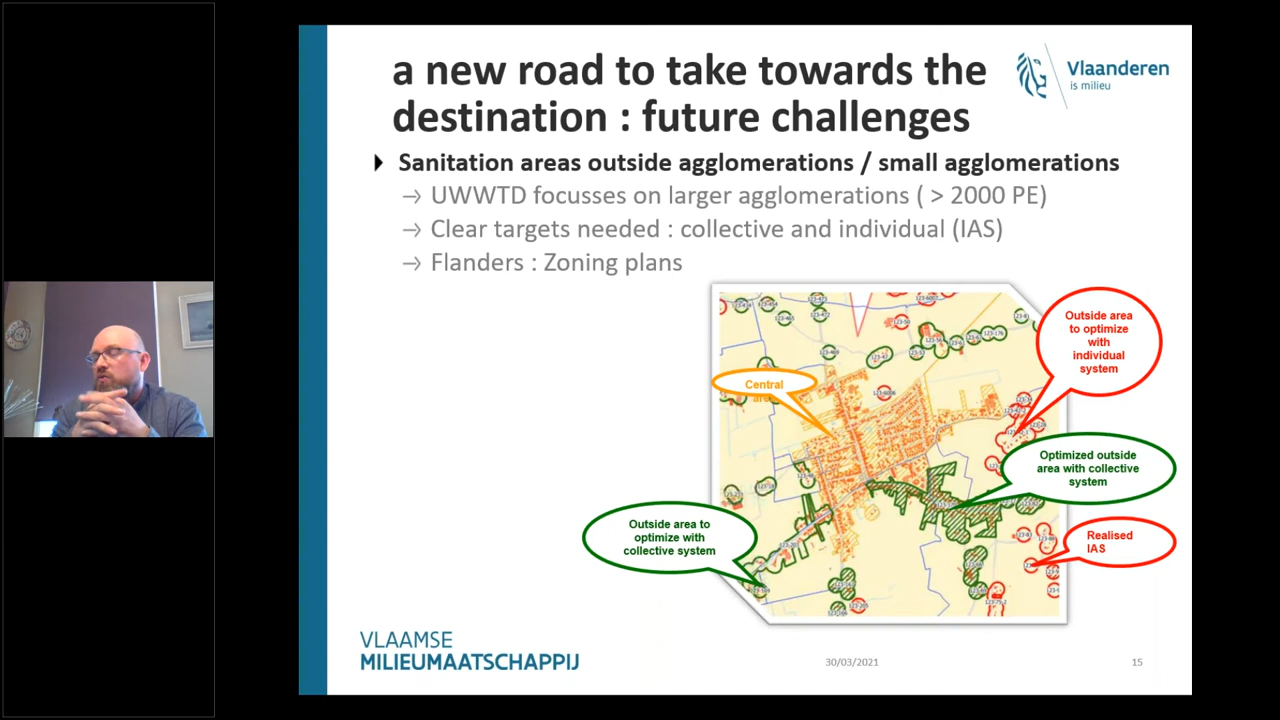 a new road to take towards the
destination : future challenges
Vlaanderen
is milieu
Sanitation areas outside agglomerations / small agglomerations
→ UWWTD focusses on larger agglomerations ( > 2000 PE)
→ Clear targets needed : collective and individual (IAS)
→ Flanders : Zoning plans
Outside area
to optimize
with
individual
system
Central
area
Optimized outside
area with collective
system
Outside area to
optimize with
collective system
Realised
IAS
VLAAMSE
MILIEUMAATSCHAPPIJ
30/03/2021
15